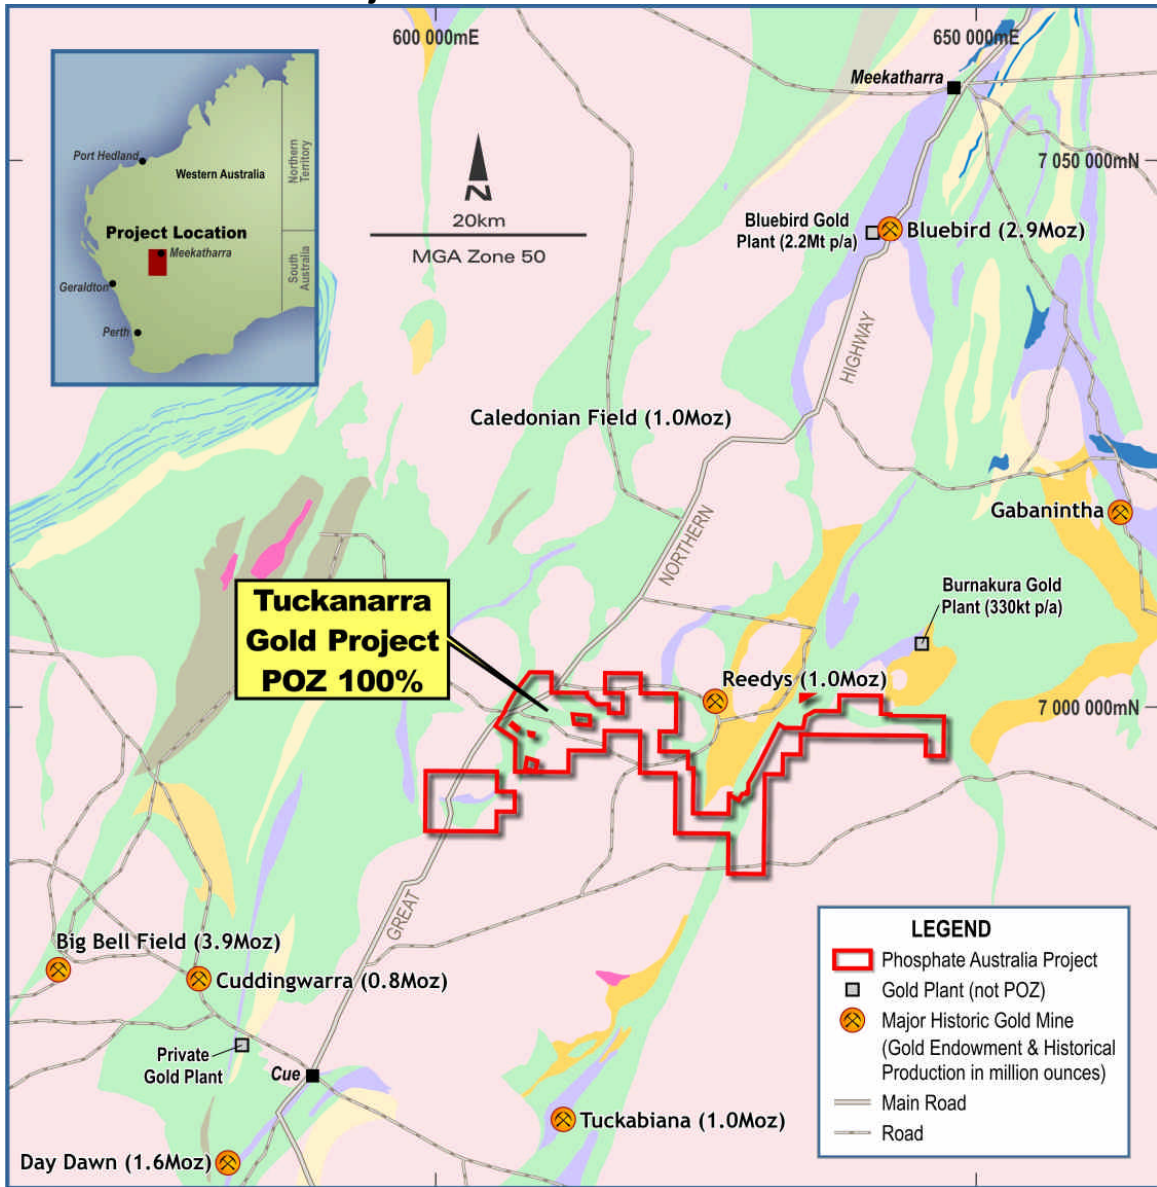 600 000mE
650 000mE
Meekatharra
7 050 000mN
Port Hedland
Western Australia
Northern
Territory
Project Location
Meekatharra
South
Australia
Geraldton
Perth
N
20km
MGA Zone 50
Bluebird Gold
Plant (2.2Mt p/a)
Bluebird (2.9Moz)
HIGHWAY
Caledonian Field (1.0Moz)
NORTHERN
Gabanintha
Burnakura Gold
Plant (330kt p/a)
Tuckanarra
Gold Project
POZ 100%
Reedys (1.0Moz)
7 000 000mN
GREAT
Big Bell Field (3.9Moz)
Cuddingwarra (0.8Moz)
Private
Gold Plant
Cue
Tuckabiana (1.0Moz)
Day Dawn (1.6Moz)
LEGEND
Phosphate Australia Project
Gold Plant (not POZ)
Major Historic Gold Mine
(Gold Endowment & Historical
Production in million ounces)
Main Road
Road